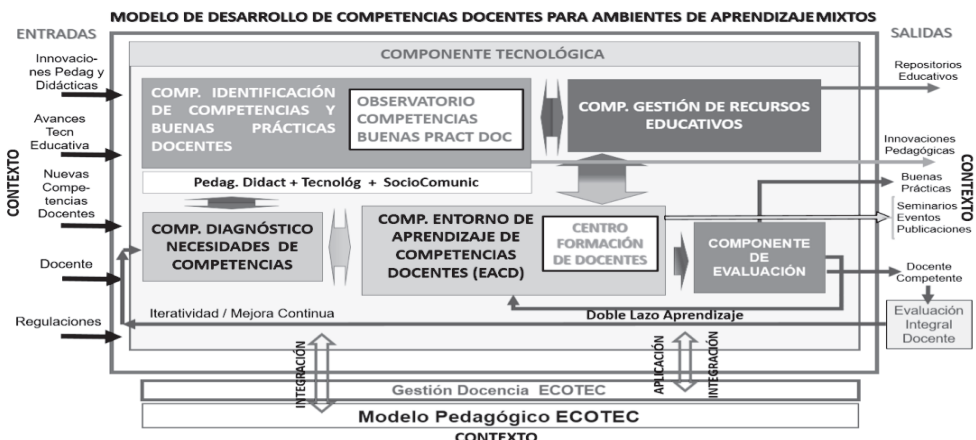 MODELO DE DESARROLLO DE COMPETENCIAS DOCENTES PARA AMBIENTES DE APRENDIZAJE MIXTOS
ENTRADAS
SALIDAS
COMPONENTE TECNOLÓGICA
Innovacio-
nes Pedag y
Didácticas
Avances
Tecn
Educativa
Nuevas
Compe-
tencias
Docentes
Docente
Regulaciones
CONTEXTO
COMP. IDENTIFICACIÓN
DE COMPETENCIAS Y
BUENAS PRÁCTICAS
DOCENTES
OBSERVATORIO
COMPETENCIAS
BUENAS PRACT DOC
COMP. GESTIÓN DE RECURSOS
EDUCATIVOS
Pedag. Didact + Tecnológ + SocioComunic
COMP. DIAGNÓSTICO
NECESIDADES DE
COMPETENCIAS
COMP. ENTORNO DE
APRENDIZAJE DE
COMPETENCIAS
DOCENTES (EACD)
CENTRO
FORMACIÓN
DE DOCENTES
COMPONENTE
DE
EVALUACIÓN
Repositorios
Educativos
Innovaciones
Pedagógicas
Buenas
Prácticas
Seminarios
Eventos
Publicaciones
Docente
Competente
Evaluación
Integral
Docente
CONTEXTO
Iteratividad / Mejora Continua
Doble Lazo Aprendizaje
INTEGRACIÓN
APLICACIÓN
INTEGRACIÓN
Gestión Docencia ECOTEC
Modelo Pedagógico ECOTEC
CONTEXTO